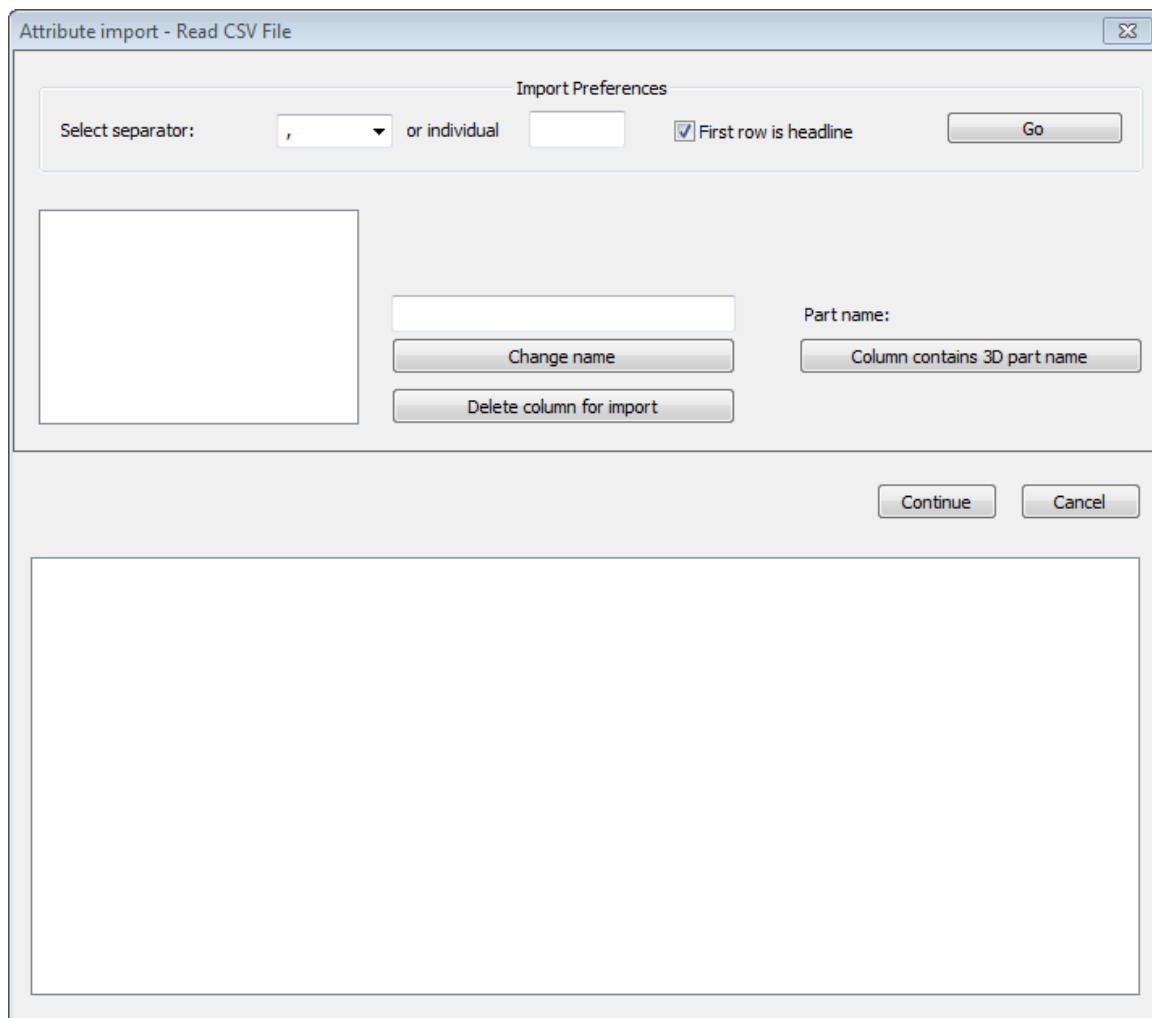 Attribute import - Read CSV File
Import Preferences
Select separator: , or individual First row is headline Go
Part name:
Change name Column contains 3D part name
Delete column for import
Continue Cancel